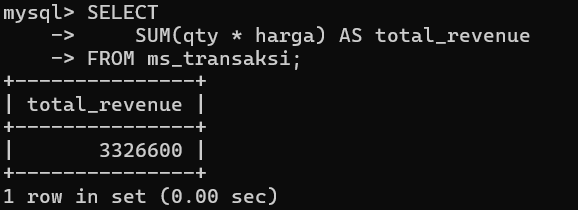 mysql> SELECT
    ->     SUM(qty * harga) AS total_revenue
    -> FROM ms_transaksi;
+---------------+
| total_revenue |
+---------------+
|       3326600 |
+---------------+
1 row in set (0.00 sec)